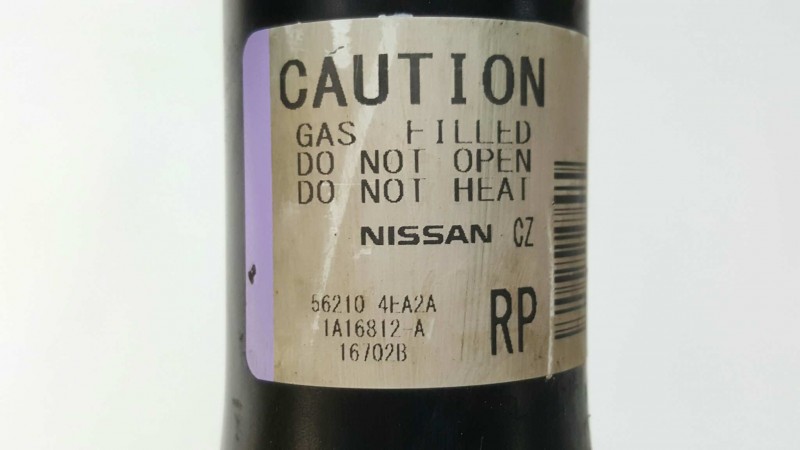 CAUTION
GAS FILLED
DO NOT OPEN
DO NOT HEAT
NISSAN CZ
56210 4EA2A
1A16812-A
16702B
RP